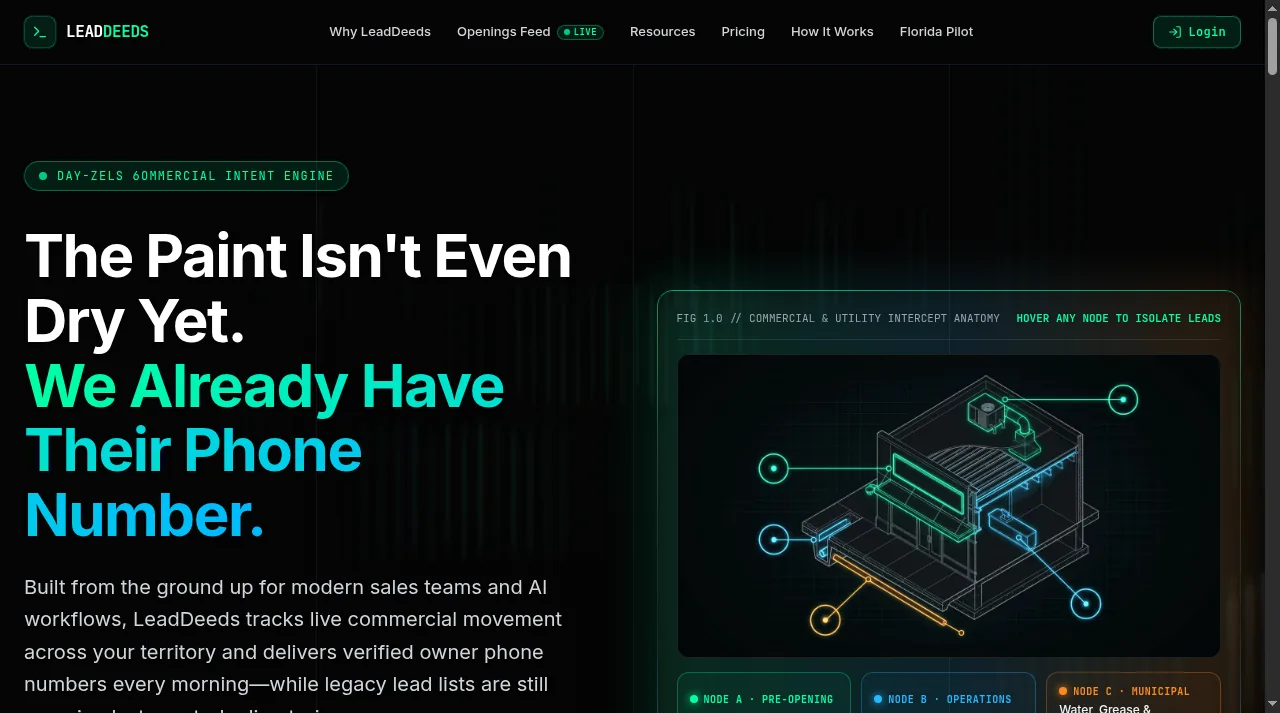 LEADDEEDS
Why LeadDeeds
Openings Feed
LIVE
Resources
Pricing
How It Works
Florida Pilot
Login
DAY-ZELS 6OMMERCIAL INTENT ENGINE
The Paint Isn't Even
Dry Yet.
We Already Have
Their Phone
Number.
Built from the ground up for modern sales teams and AI
workflows, LeadDeeds tracks live commercial movement
across your territory and delivers verified owner phone
numbers every morning—while legacy lead lists are still
FIG 1.0 // COMMERCIAL & UTILITY INTERCEPT ANATOMY
HOVER ANY NODE TO ISOLATE LEADS
NODE A · PRE-OPENING
NODE B · OPERATIONS
NODE C · MUNICIPAL
Water, Grease &